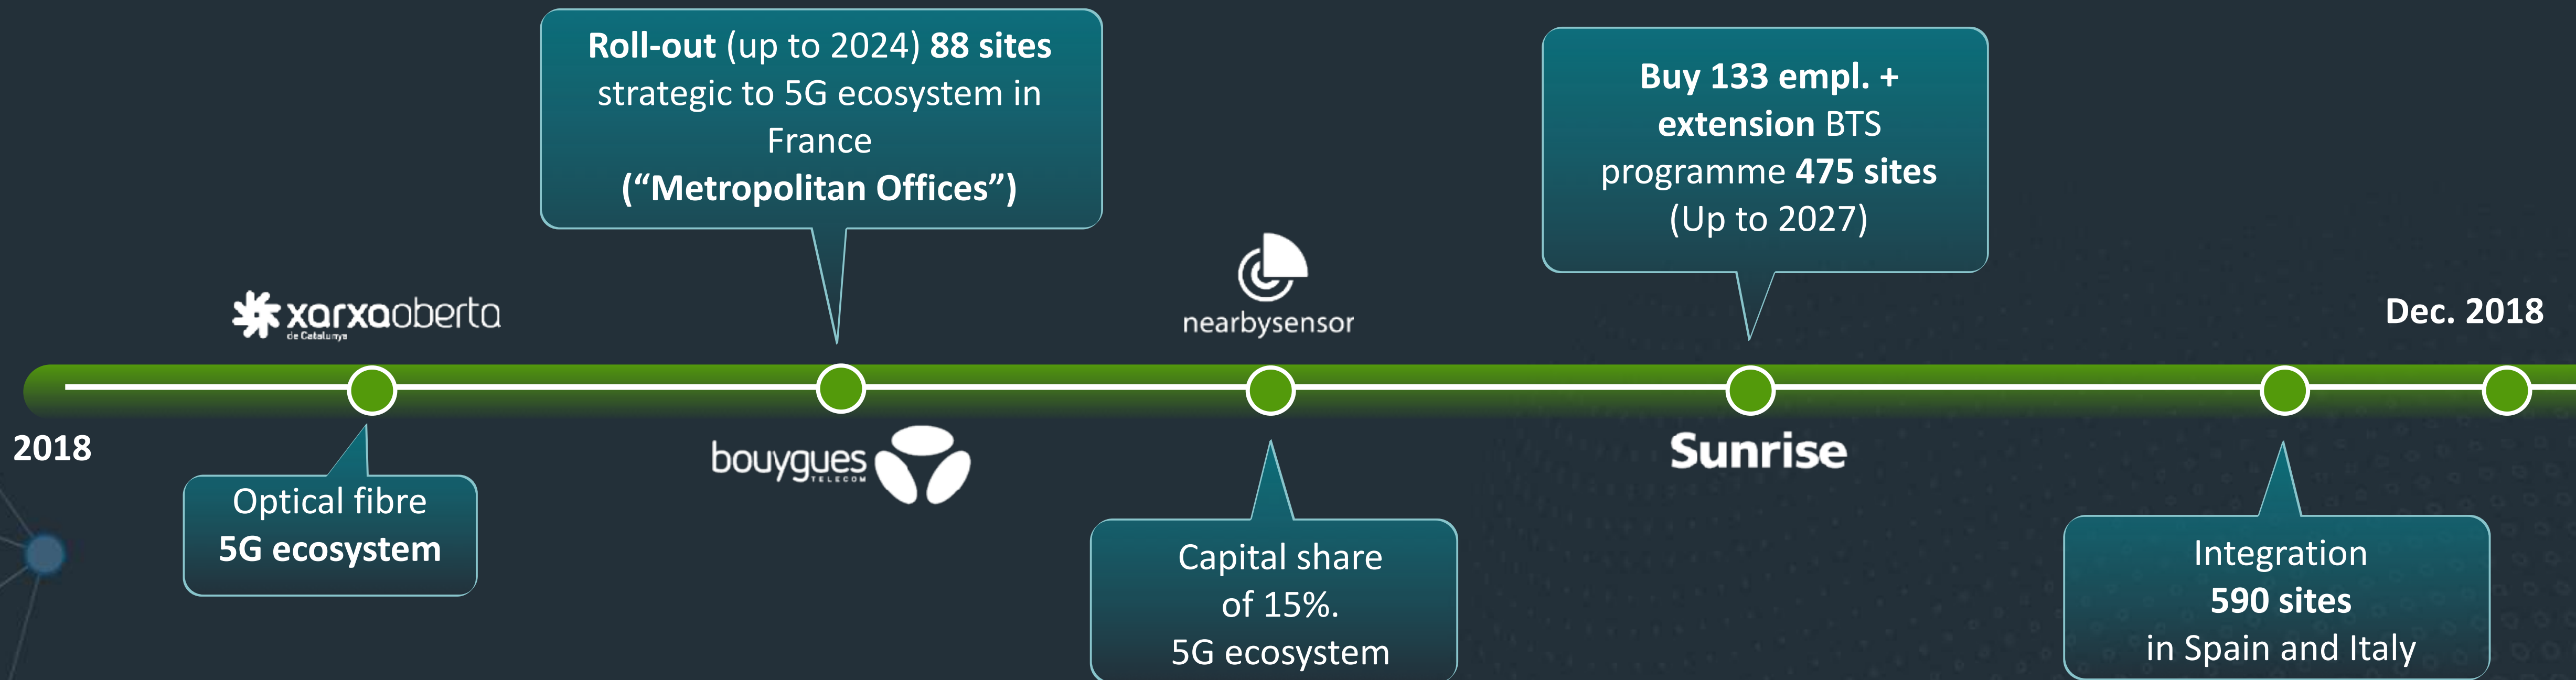 Roll-out (up to 2024) 88 sites
strategic to 5G ecosystem in
France
(“Metropolitan Offices”)
Buy 133 empl. +
extension BTS
programme 475 sites
(Up to 2027)
xarxaoberta
de Catalunya
nearbysensor
Dec. 2018
2018
bouygues
TELECOM
Sunrise
Optical fibre
5G ecosystem
Capital share
of 15%.
5G ecosystem
Integration
590 sites
in Spain and Italy